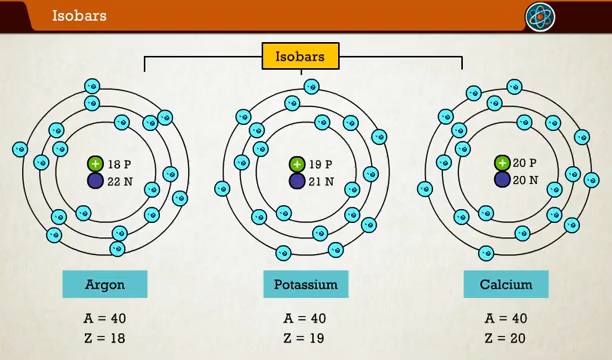 Isobars
Isobars
+ 18 P
22 N
+ 19 P
21 N
+ 20 P
20 N
Argon
Potassium
Calcium
A = 40
Z = 18
A = 40
Z = 19
A = 40
Z = 20